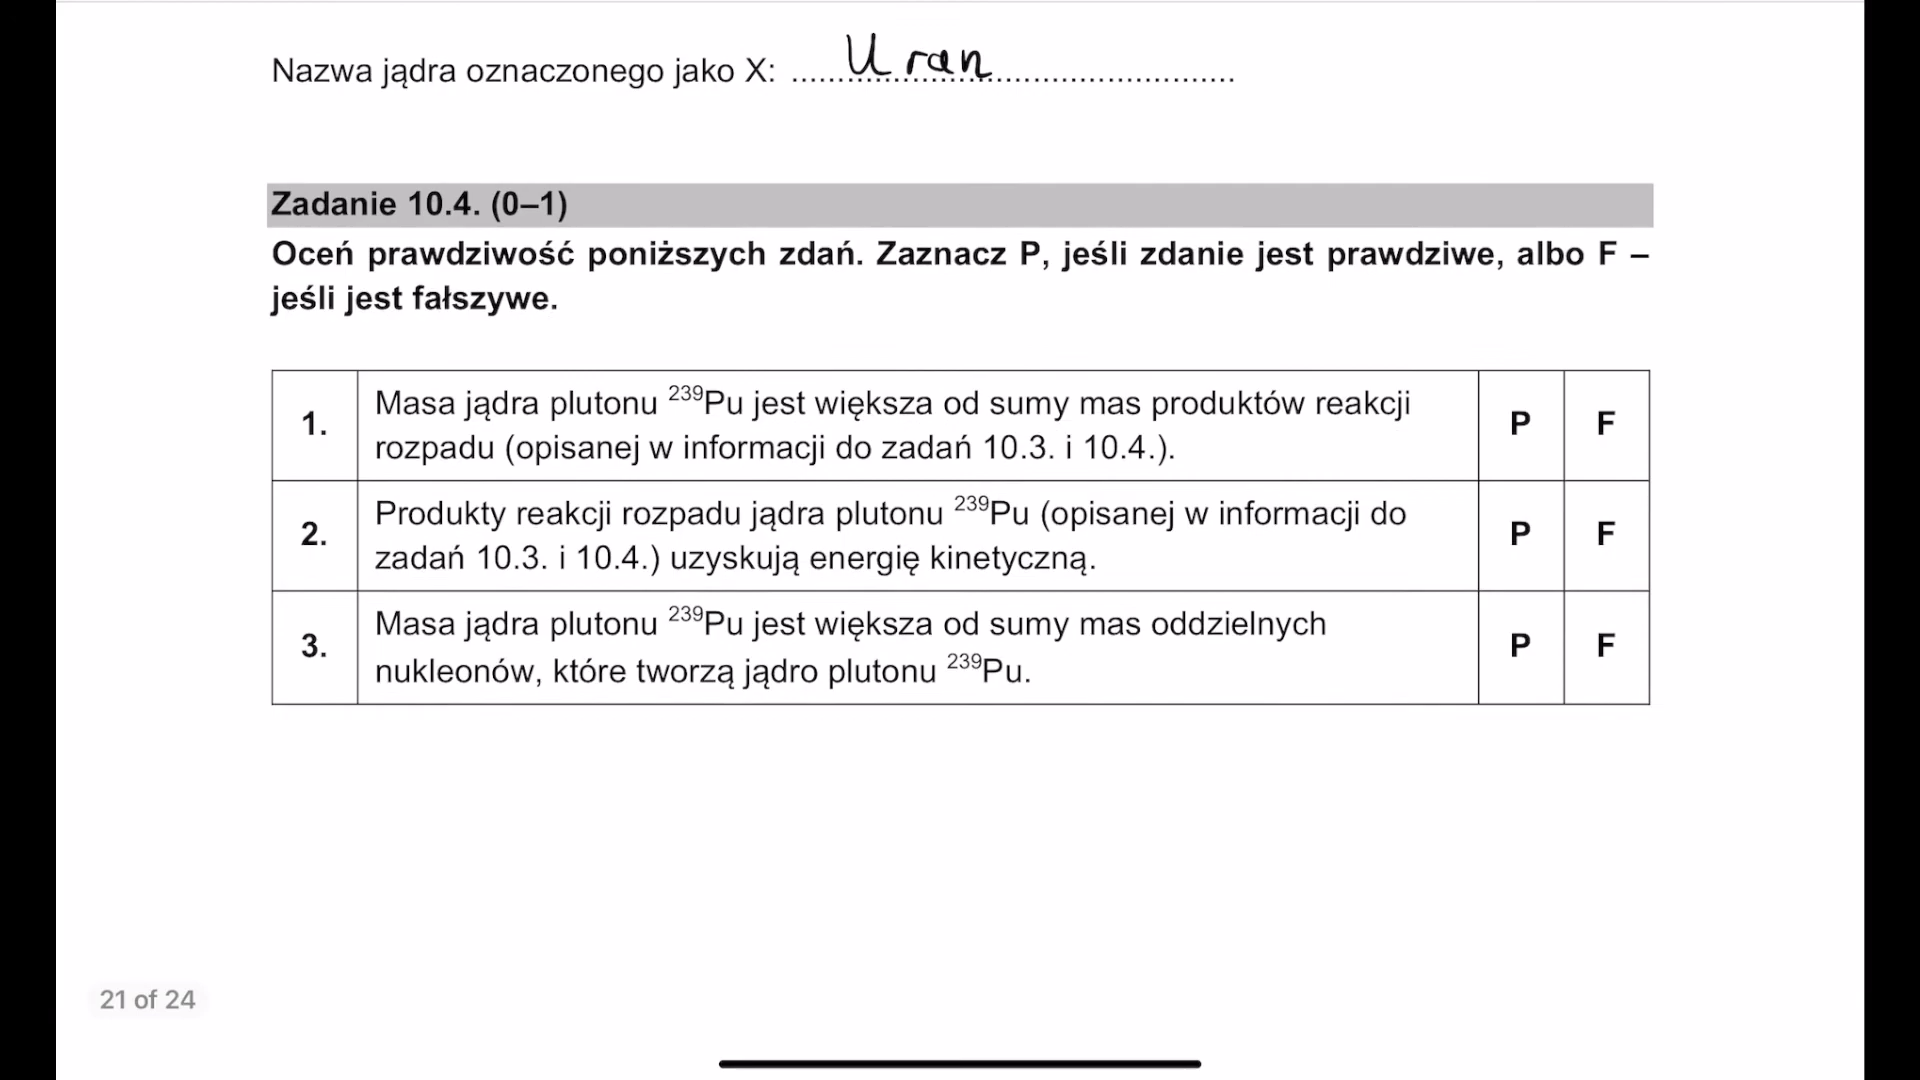 Nazwa jądra oznaczonego jako X: ....Uran....
Zadanie 10.4. (0–1)
Oceń prawdziwość poniższych zdań. Zaznacz P, jeśli zdanie jest prawdziwe, albo F –
jeśli jest fałszywe.
1. Masa jądra plutonu ²³⁹Pu jest większa od sumy mas produktów reakcji P F
rozpadu (opisanej w informacji do zadań 10.3. i 10.4.).
2. Produkty reakcji rozpadu jądra plutonu ²³⁹Pu (opisanej w informacji do P F
zadań 10.3. i 10.4.) uzyskują energię kinetyczną.
3. Masa jądra plutonu ²³⁹Pu jest większa od sumy mas oddzielnych P F
nukleonów, które tworzą jądro plutonu ²³⁹Pu.
21 of 24